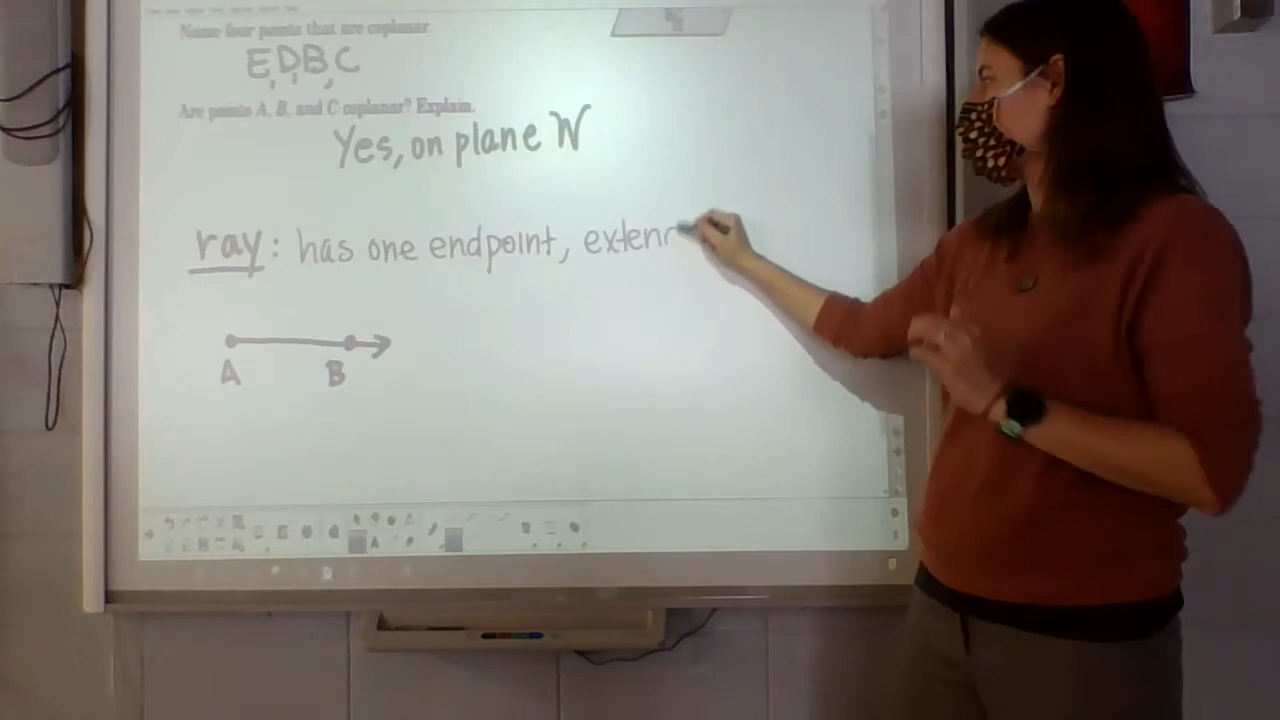 Name four points that are coplanar
E, D, B, C
Are points A, B, and C coplanar? Explain.
Yes, on plane W
ray: has one endpoint, exten
A B